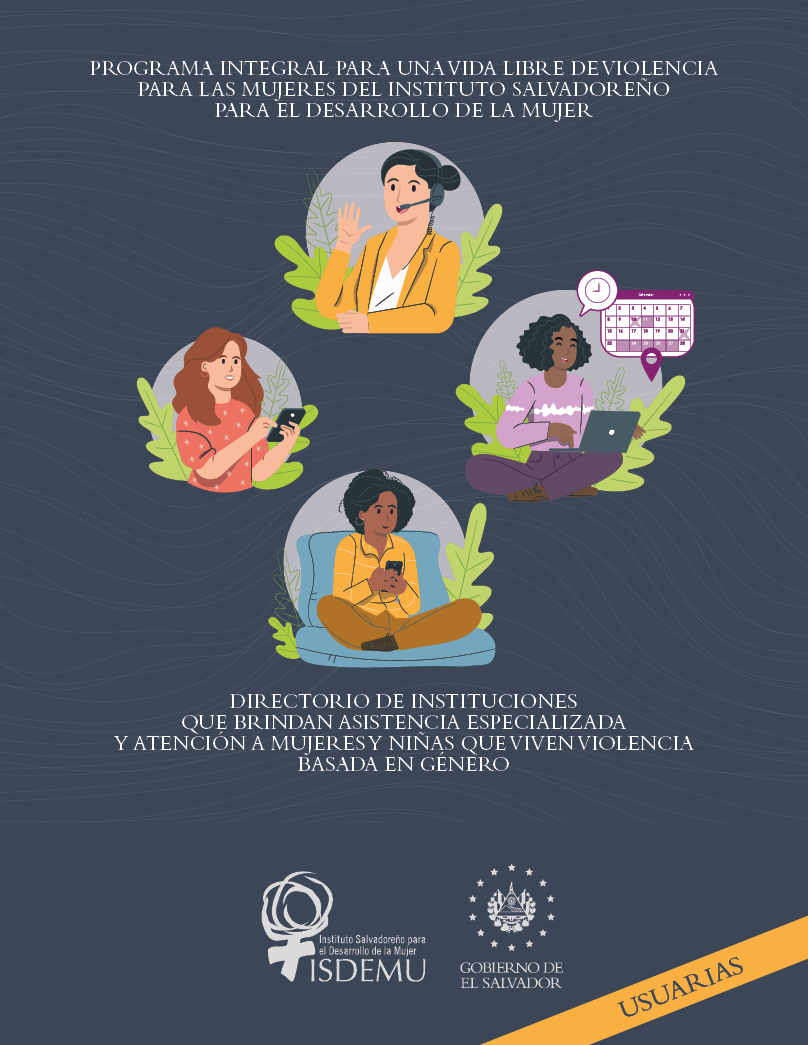 PROGRAMA INTEGRAL PARA UNA VIDA LIBRE DE VIOLENCIA
PARA LAS MUJERES DEL INSTITUTO SALVADOREÑO
PARA EL DESARROLLO DE LA MUJER
Calendar
DIRECTORIO DE INSTITUCIONES
QUE BRINDAN ASISTENCIA ESPECIALIZADA
Y ATENCIÓN A MUJERES Y NIÑAS QUE VIVEN VIOLENCIA
BASADA EN GÉNERO
Instituto Salvadoreño para
el Desarrollo de la Mujer
ISDEMU
GOBIERNO DE
EL SALVADOR
USUARIAS